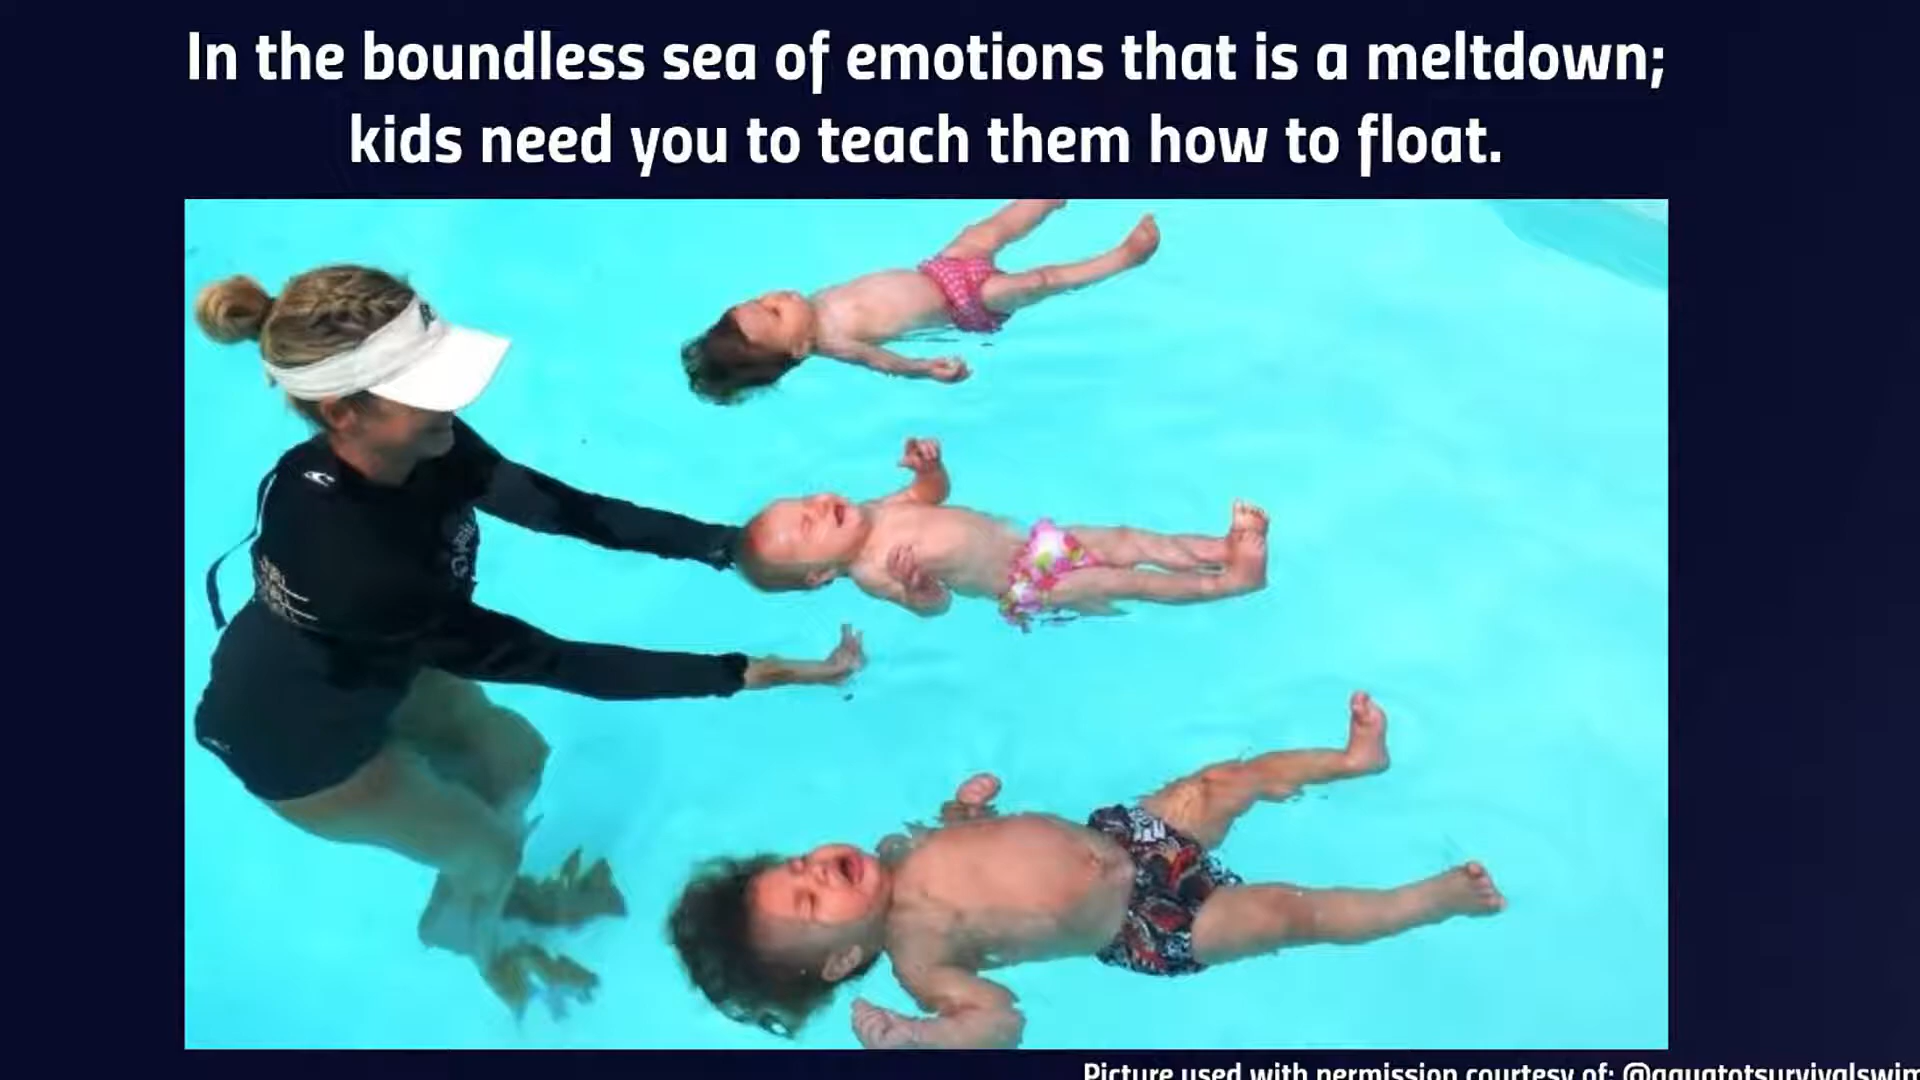 In the boundless sea of emotions that is a meltdown;
kids need you to teach them how to float.
Picture used with permission courtesy of: @aquatotsurvivalswim